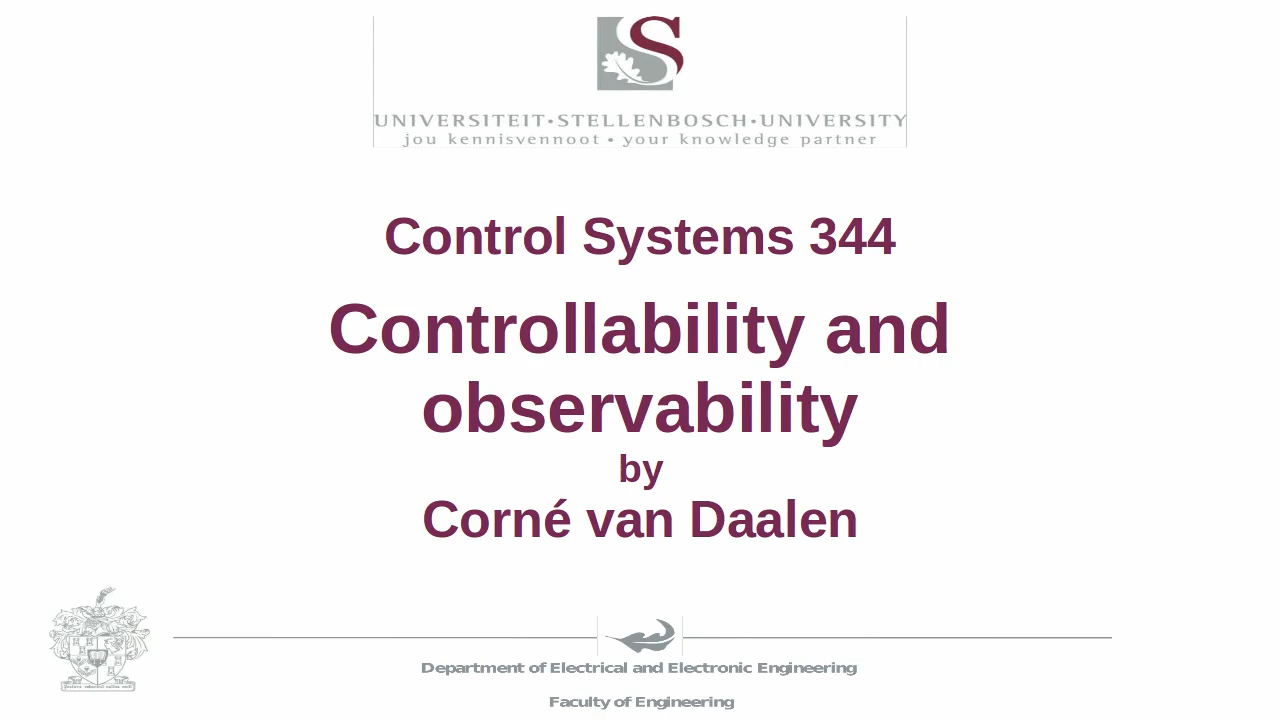 UNIVERSITEIT•STELLENBOSCH•UNIVERSITY
jou kennisvennoot • your knowledge partner
Control Systems 344
Controllability and
observability
by
Corné van Daalen
Department of Electrical and Electronic Engineering
Faculty of Engineering